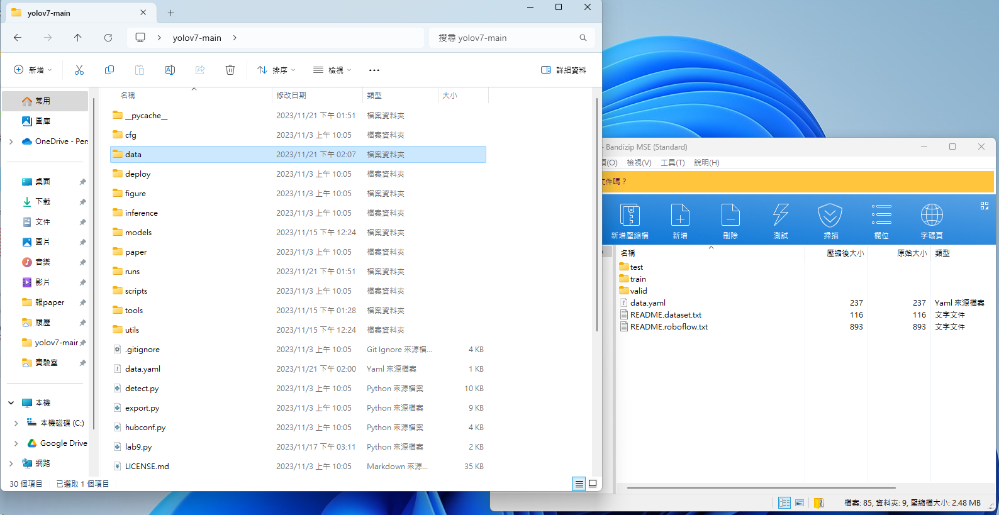 yolov7-main
yolov7-main
搜尋 yolov7-main
新增
排序
檢視
詳細資料
常用
圖庫
OneDrive - Pers
桌面
下載
文件
圖片
音樂
影片
報paper
履歷
yolov7-main
實驗室
本機
本機磁碟 (C:)
Google Drive
網路
名稱 修改日期 類型 大小
__pycache__ 2023/11/21 下午 01:51 檔案資料夾
cfg 2023/11/3 上午 10:05 檔案資料夾
data 2023/11/21 下午 02:07 檔案資料夾
deploy 2023/11/3 上午 10:05 檔案資料夾
figure 2023/11/3 上午 10:05 檔案資料夾
inference 2023/11/3 上午 10:05 檔案資料夾
models 2023/11/15 下午 12:24 檔案資料夾
paper 2023/11/3 上午 10:05 檔案資料夾
runs 2023/11/21 下午 01:51 檔案資料夾
scripts 2023/11/3 上午 10:05 檔案資料夾
tools 2023/11/15 下午 01:28 檔案資料夾
utils 2023/11/15 下午 12:24 檔案資料夾
.gitignore 2023/11/3 上午 10:05 Git Ignore 來源檔... 4 KB
data.yaml 2023/11/21 下午 02:00 Yaml 來源檔案 1 KB
detect.py 2023/11/3 上午 10:05 Python 來源檔案 10 KB
export.py 2023/11/3 上午 10:05 Python 來源檔案 9 KB
hubconf.py 2023/11/3 上午 10:05 Python 來源檔案 4 KB
lab9.py 2023/11/17 下午 03:11 Python 來源檔案 2 KB
LICENSE.md 2023/11/3 上午 10:05 Markdown 來源... 35 KB
30 個項目 已選取 1 個項目
- Bandizip MSE (Standard)
項(O) 檢視(V) 工具(T) 說明(H)
文件嗎？
新增壓縮檔 新增 刪除 測試 掃描 欄位 字碼頁
名稱 壓縮後大小 原始大小 類型
test
train
valid
data.yaml 237 237 Yaml 來源檔案
README.dataset.txt 116 116 文字文件
README.roboflow.txt 893 893 文字文件
檔案: 85, 資料夾: 9, 壓縮檔大小: 2.48 MB